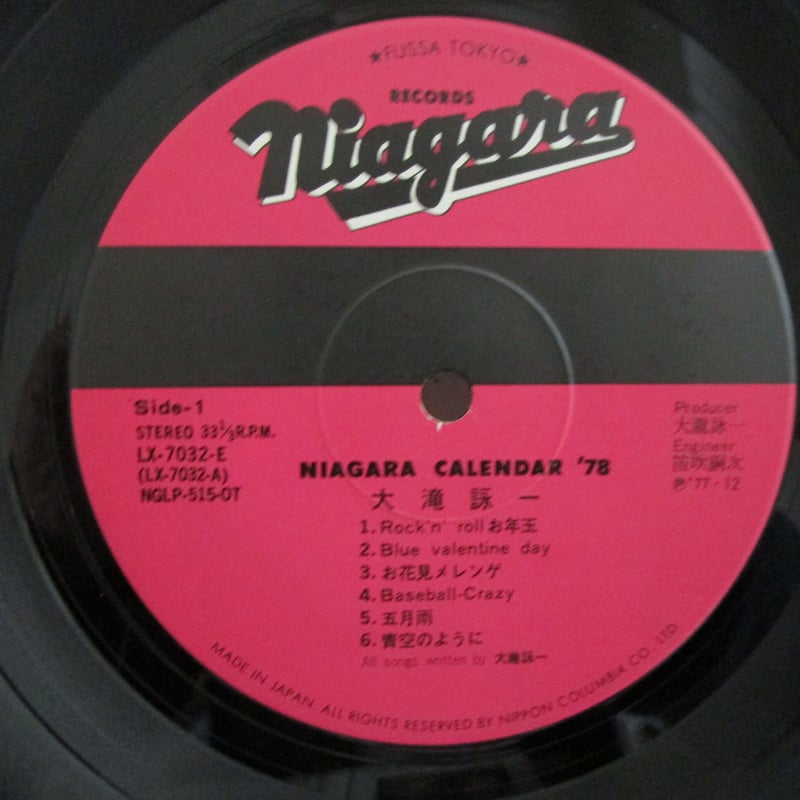 ★FUSSA TOKYO★
RECORDS
Niagara
Side-1
STEREO 33⅓R.P.M.
LX-7032-E
(LX-7032-A)
NGLP-515-OT
Producer
大瀧詠一
Engineer
笛吹銅次
℗'77・12
NIAGARA CALENDAR '78
大滝詠一
1. Rock'n' roll お年玉
2. Blue valentine day
3. お花見メレンゲ
4. Baseball-Crazy
5. 五月雨
6. 青空のように
All songs written by 大瀧詠一
MADE IN JAPAN. ALL RIGHTS RESERVED BY NIPPON COLUMBIA CO., LTD.